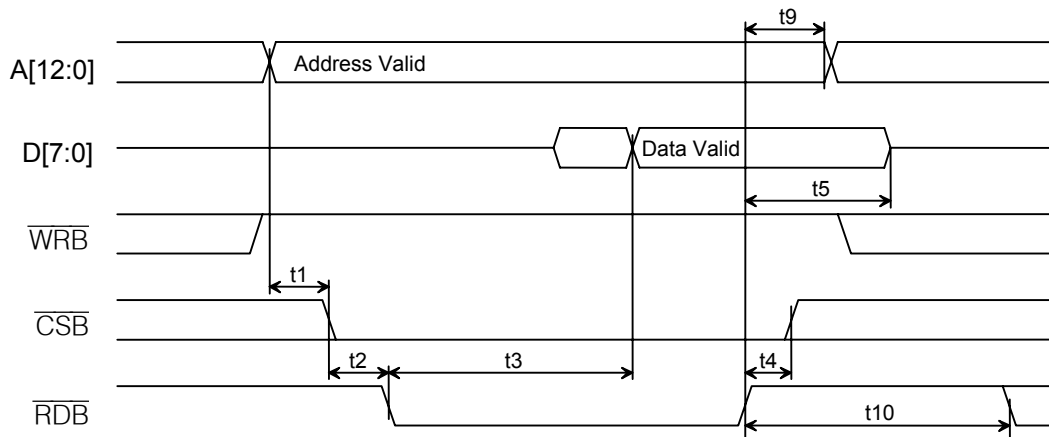 t9
A[12:0]
Address Valid
D[7:0]
Data Valid
t5
WRB
t1
CSB
t2
t3
t4
RDB
t10